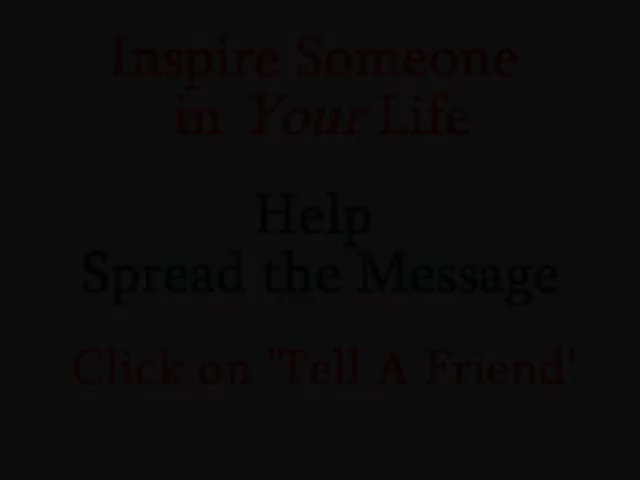 Inspire Someone
in Your Life
Help
Spread the Message
Click on 'Tell A Friend'